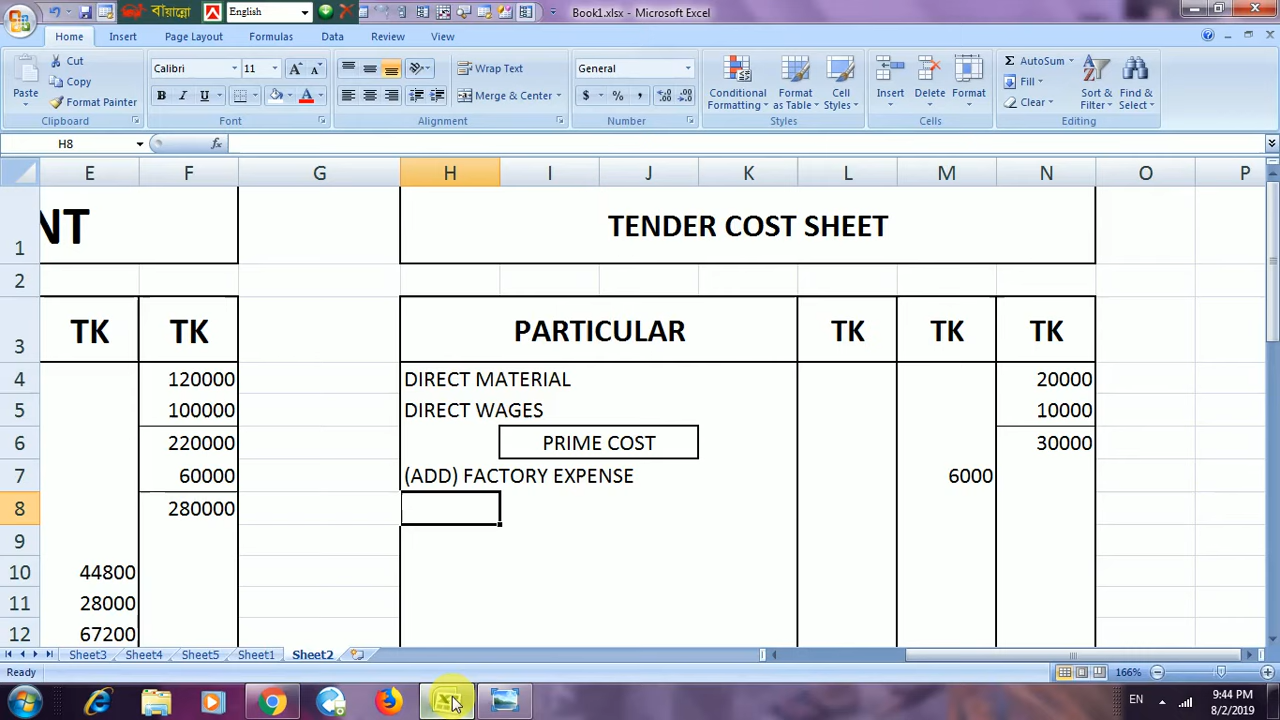 বায়ান্নো English Book1.xlsx - Microsoft Excel
Home Insert Page Layout Formulas Data Review View
Paste Cut Copy Format Painter Clipboard
Calibri 11 A A B I U A Font
Wrap Text Merge & Center Alignment
General $ % , Number
Conditional Formatting Format as Table Cell Styles Styles
Insert Delete Format Cells
Σ AutoSum Fill Clear Sort & Filter Find & Select Editing
H8 fx
E F G H I J K L M N O P
1 NT TENDER COST SHEET
2
3 TK TK PARTICULAR TK TK TK
4 120000 DIRECT MATERIAL 20000
5 100000 DIRECT WAGES 10000
6 220000 PRIME COST 30000
7 60000 (ADD) FACTORY EXPENSE 6000
8 280000
9
10 44800
11 28000
12 67200
Sheet3 Sheet4 Sheet5 Sheet1 Sheet2
Ready 166%
EN 9:44 PM
8/2/2019